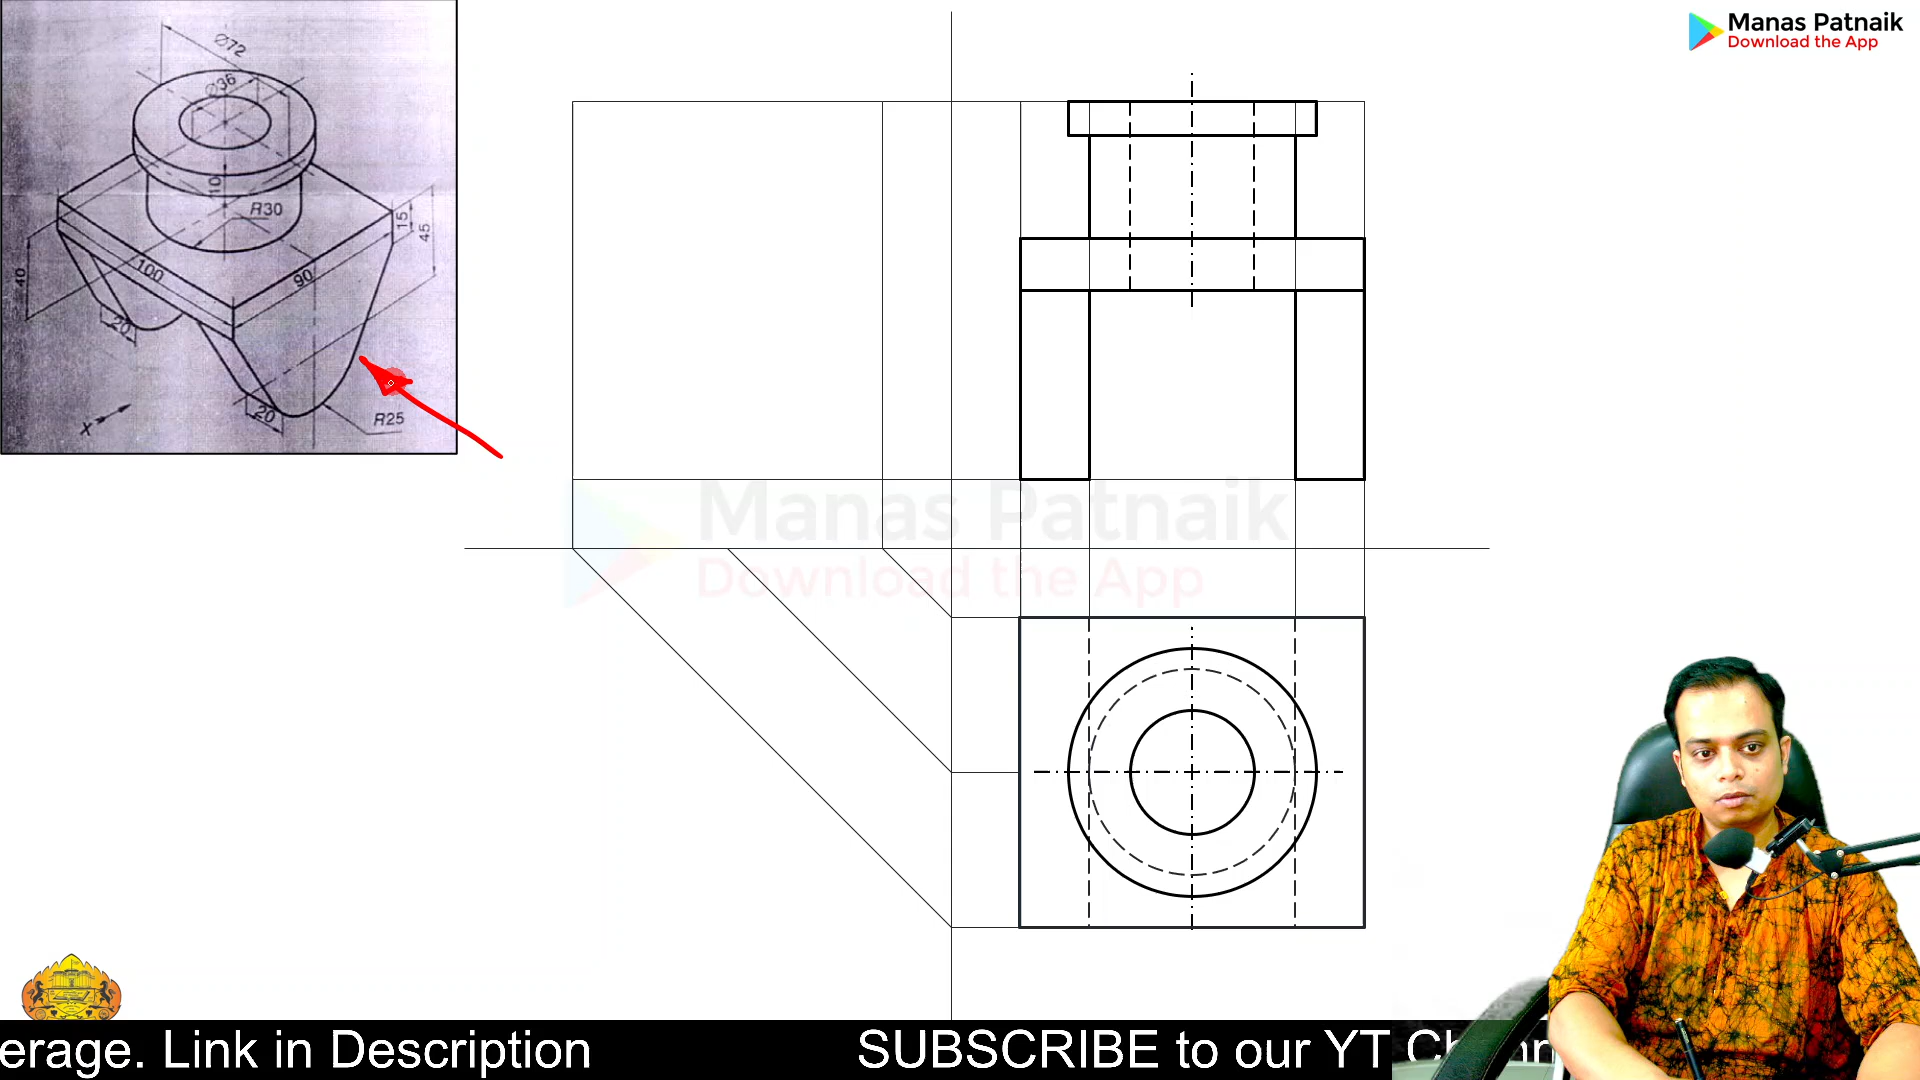 Manas Patnaik
Download the App
Ø72
Ø36
10
R30
15
45
100
90
40
20
20
R25
X
Manas Patnaik
Download the App
erage. Link in Description
SUBSCRIBE to our YT Ch